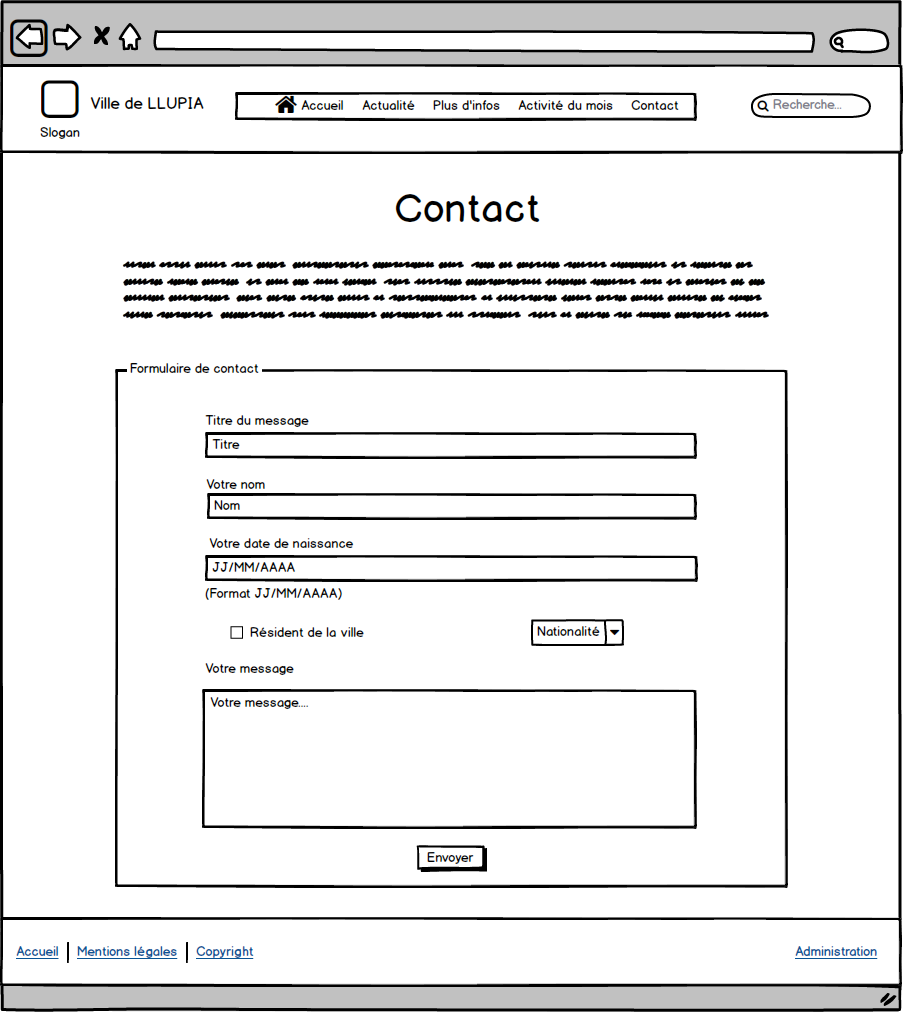 Ville de LLUPIA
Slogan
Accueil Actualité Plus d'infos Activité du mois Contact
Recherche...
Contact
Formulaire de contact
Titre du message
Titre
Votre nom
Nom
Votre date de naissance
JJ/MM/AAAA
(Format JJ/MM/AAAA)
Résident de la ville
Nationalité
Votre message
Votre message....
Envoyer
Accueil Mentions légales Copyright Administration